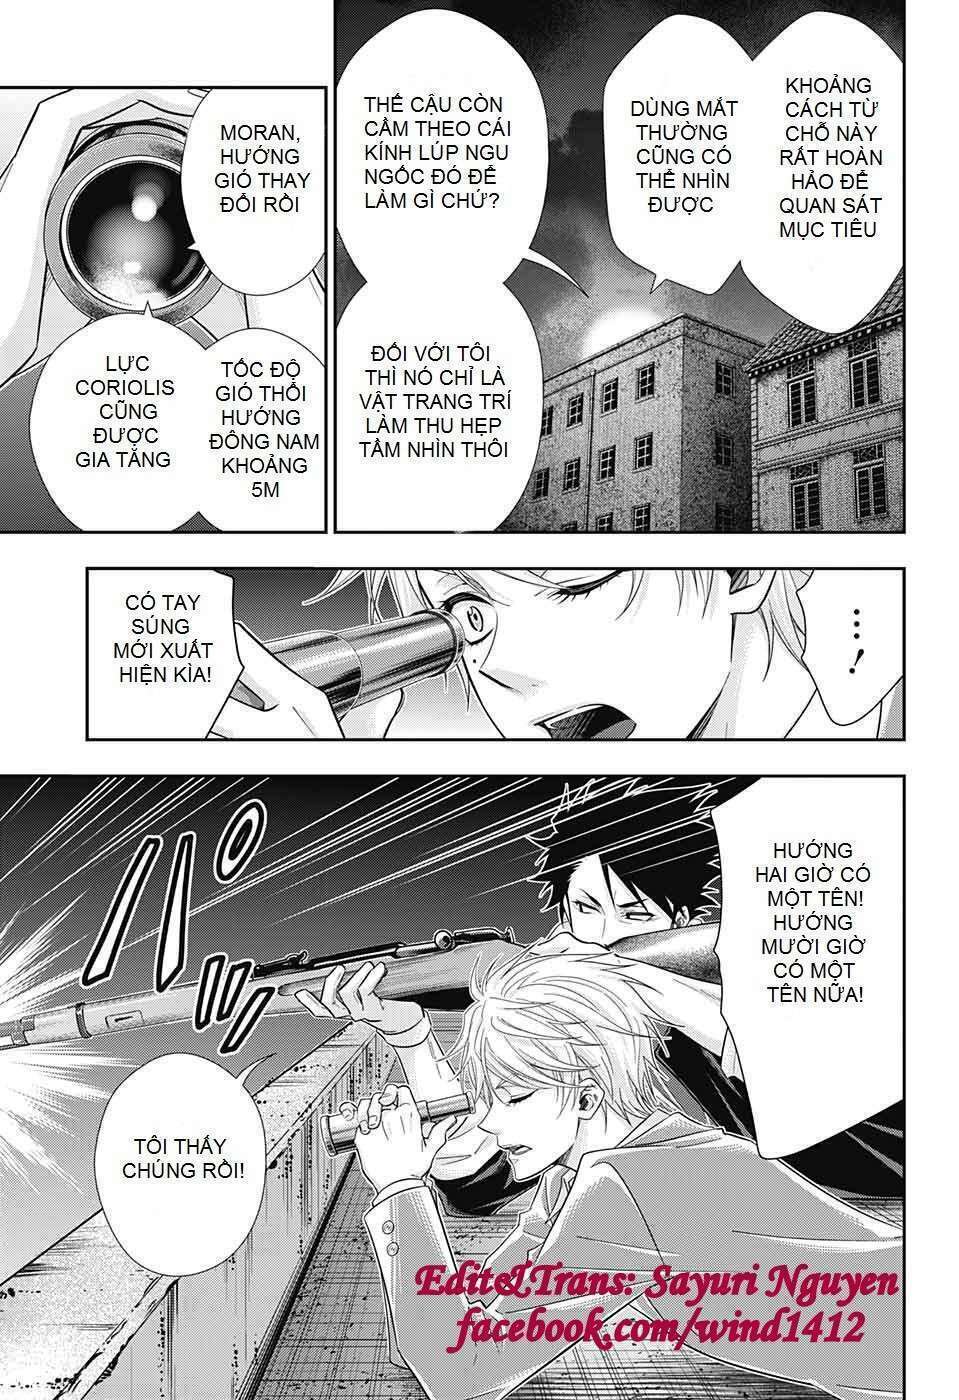 KHOẢNG
CÁCH TỪ
CHỖ NÀY
RẤT HOÀN
HẢO ĐỂ
QUAN SÁT
MỤC TIÊU
DÙNG MẮT
THƯỜNG
CŨNG CÓ
THỂ NHÌN
ĐƯỢC
THẾ CẬU CÒN
CẦM THEO CÁI
KÍNH LÚP NGU
NGỐC ĐÓ ĐỂ
LÀM GÌ CHỨ?
ĐỐI VỚI TÔI
THÌ NÓ CHỈ LÀ
VẬT TRANG TRÍ
LÀM THU HẸP
TẦM NHÌN THÔI
MORAN,
HƯỚNG
GIÓ THAY
ĐỔI RỒI
TỐC ĐỘ
GIÓ THỔI
HƯỚNG
ĐÔNG NAM
KHOẢNG
5M
LỰC
CORIOLIS
CŨNG
ĐƯỢC
GIA TĂNG
...!
CÓ TAY
SÚNG
MỚI XUẤT
HIỆN KÌA!
HƯỚNG
HAI GIỜ CÓ
MỘT TÊN!
HƯỚNG
MƯỜI GIỜ
CÓ MỘT
TÊN NỮA!
TÔI THẤY
CHÚNG RỒI!
Edit&Trans: Sayuri Nguyen
facebook.com/wind1412